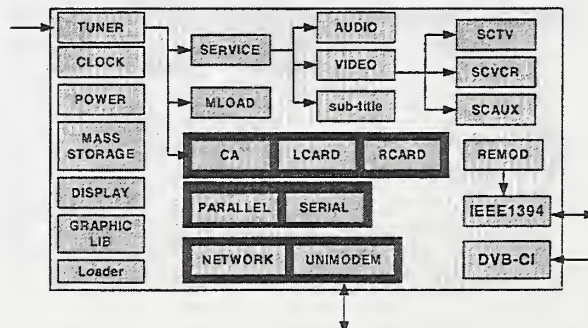 TUNER
CLOCK
POWER
MASS
STORAGE
DISPLAY
GRAPHIC
LIB
Loader
SERVICE
MLOAD
AUDIO
VIDEO
sub-title
SCTV
SCVCR
SCAUX
CA
LCARD
RCARD
PARALLEL
SERIAL
NETWORK
UNIMODEM
REMOD
IEEE1394
DVB-CI